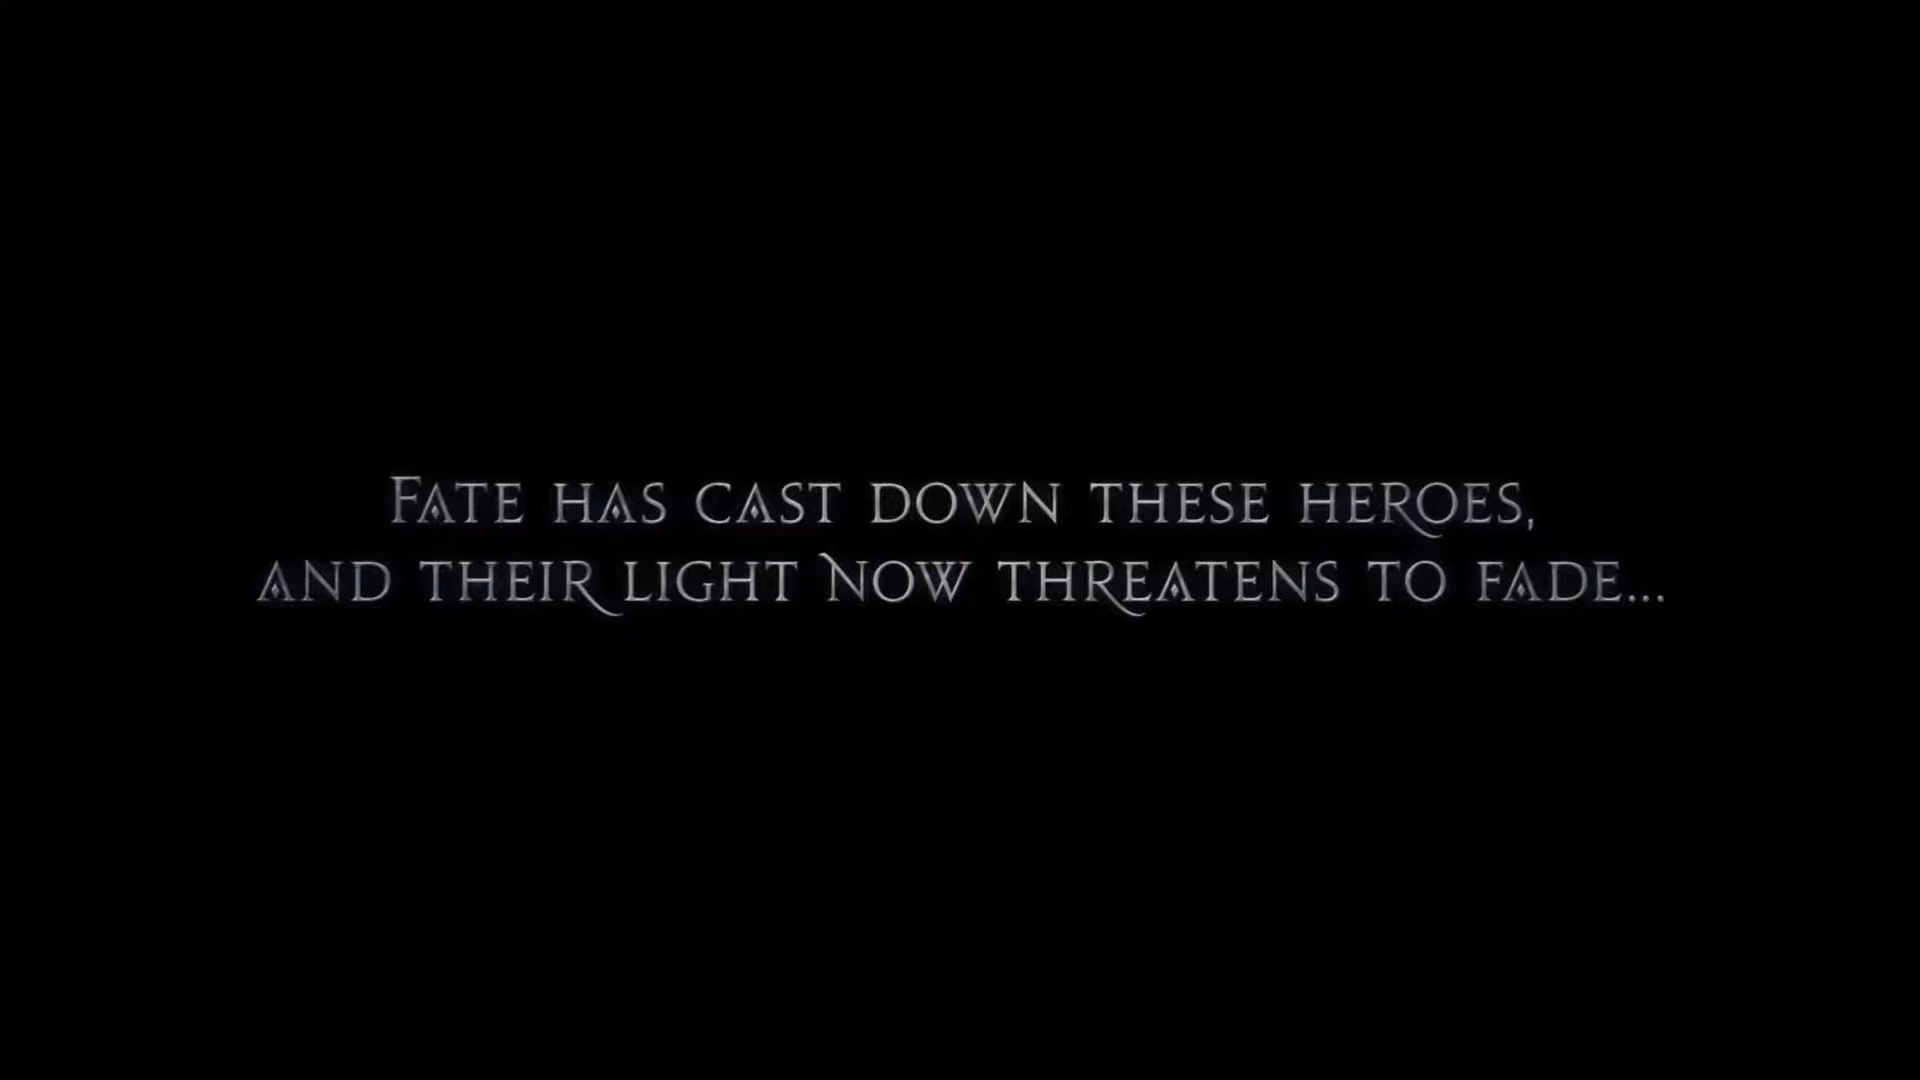 Fate has cast down these heroes,
and their light now threatens to fade...